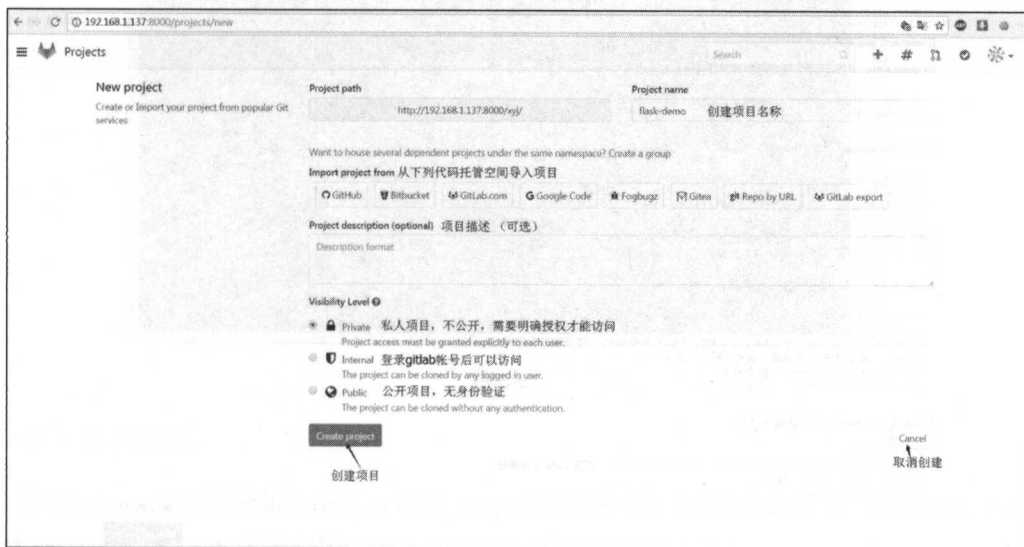 192.168.1.137:8000/projects/new
Projects
Search
New project
Create or Import your project from popular Git
services
Project path
http://192.168.1.137:8000/xyj/
Project name
flask-demo 创建项目名称
Want to house several dependent projects under the same namespace? Create a group
Import project from 从下列代码托管空间导入项目
GitHub
Bitbucket
GitLab.com
Google Code
Fogbugz
Gitea
git Repo by URL
GitLab export
Project description (optional) 项目描述 （可选）
Description format
Visibility Level
Private 私人项目，不公开，需要明确授权才能访问
Project access must be granted explicitly to each user.
Internal 登录gitlab帐号后可以访问
The project can be cloned by any logged in user.
Public 公开项目，无身份验证
The project can be cloned without any authentication.
Create project
Cancel
创建项目
取消创建